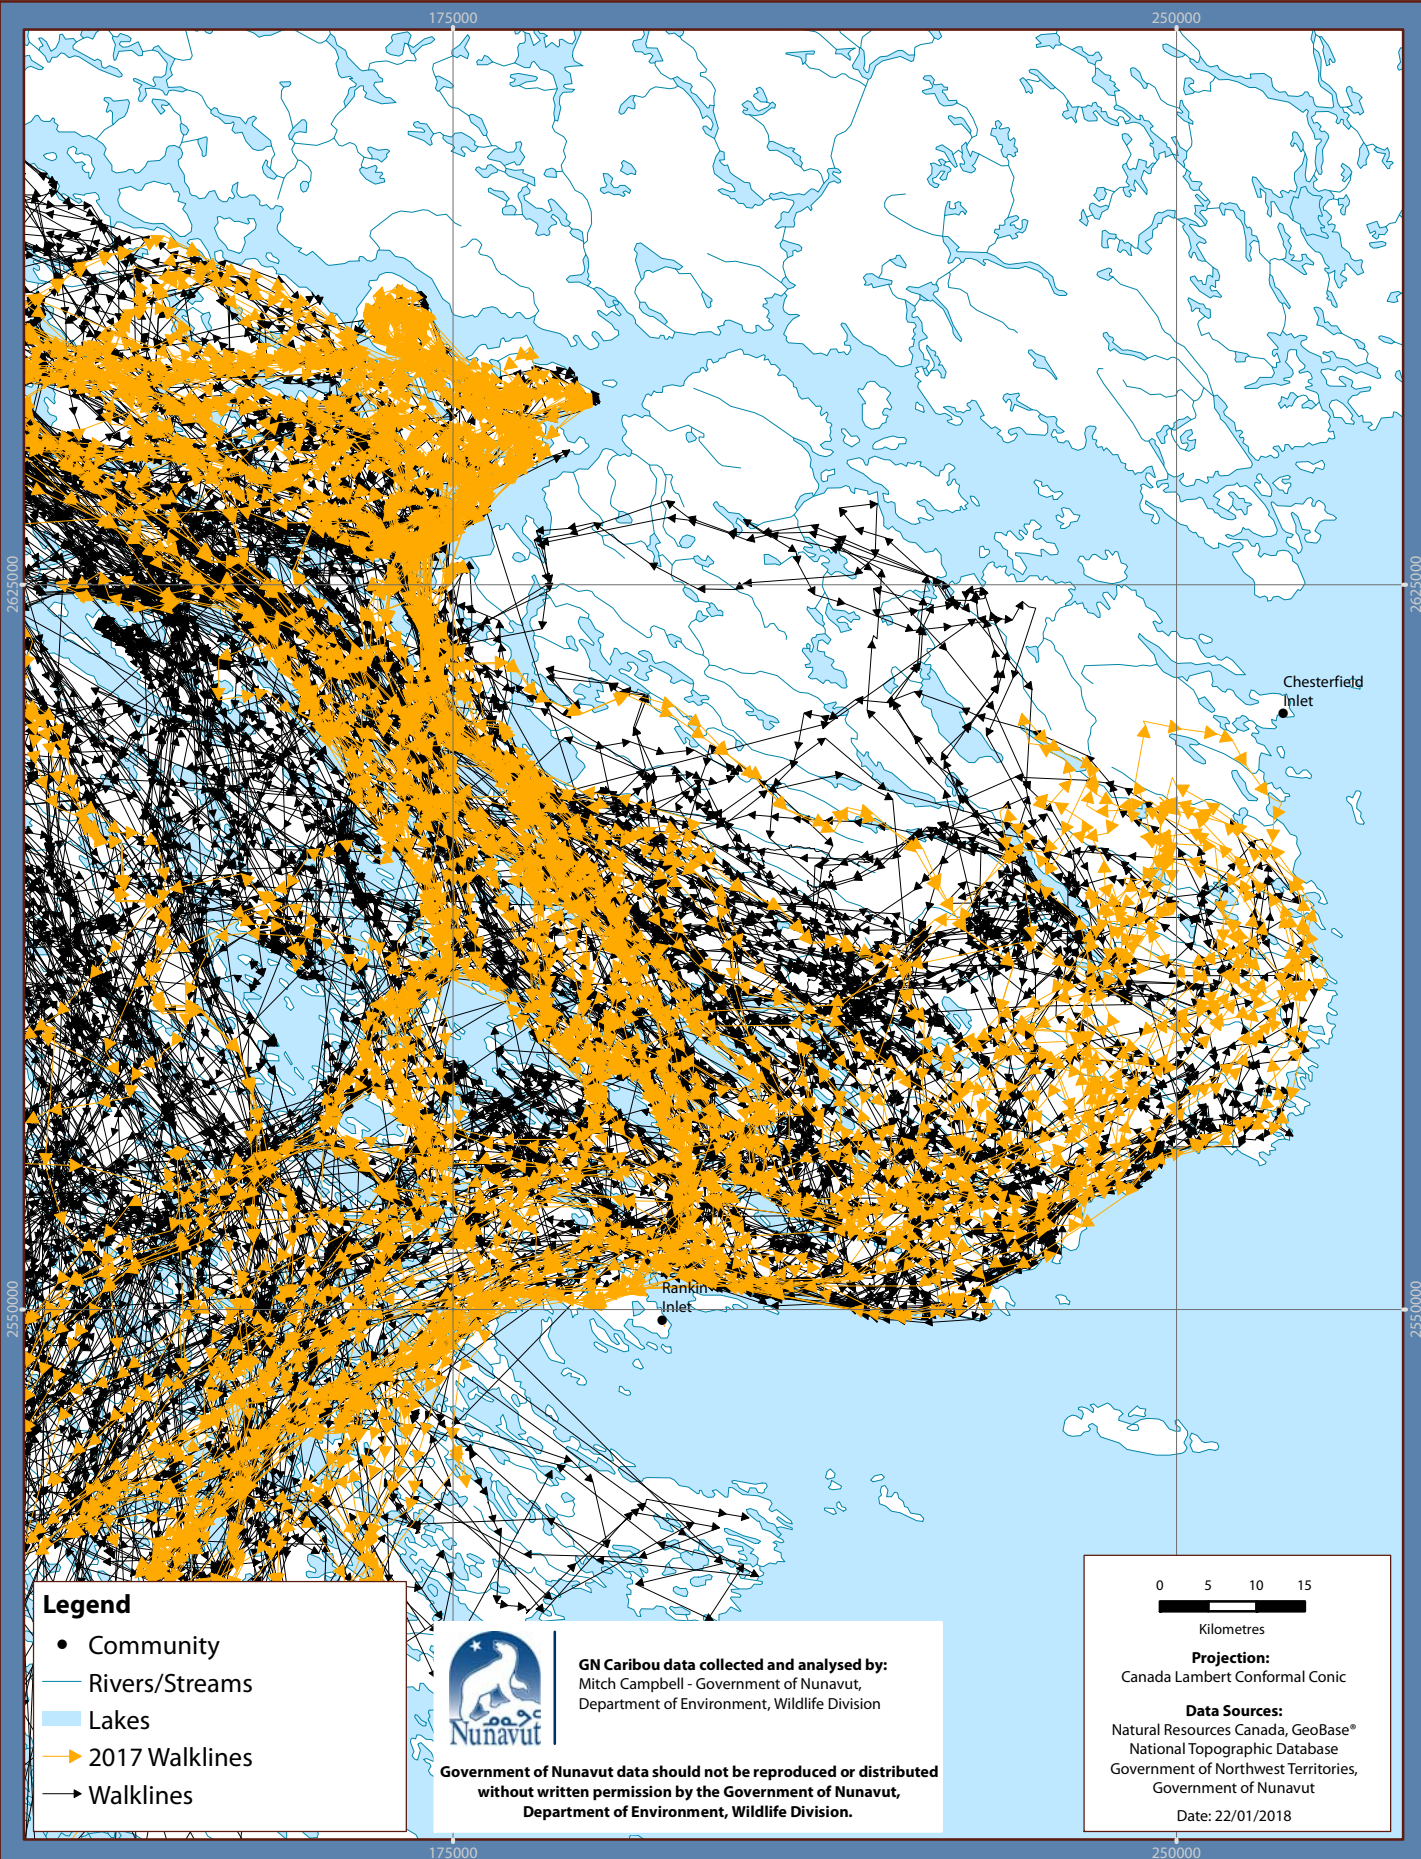 175000
250000
2625000
2625000
Chesterfield
Inlet
Rankin
Inlet
2550000
2550000
Legend
Community
Rivers/Streams
Lakes
2017 Walklines
Walklines
Nunavut
GN Caribou data collected and analysed by:
Mitch Campbell - Government of Nunavut,
Department of Environment, Wildlife Division
Government of Nunavut data should not be reproduced or distributed
without written permission by the Government of Nunavut,
Department of Environment, Wildlife Division.
0 5 10 15
Kilometres
Projection:
Canada Lambert Conformal Conic
Data Sources:
Natural Resources Canada, GeoBase®
National Topographic Database
Government of Northwest Territories,
Government of Nunavut
Date: 22/01/2018
175000
250000